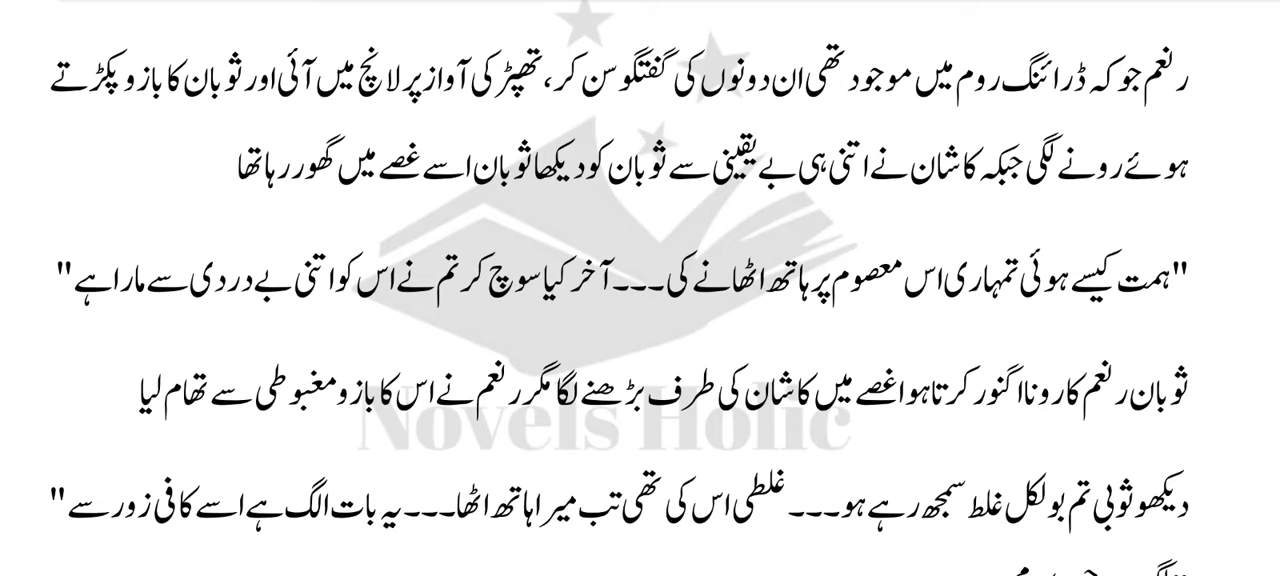 رنعم جو کہ ڈرائنگ روم میں موجود تھی ان دونوں کی گفتگو سن کر، تھپڑ کی آواز پر لانچ میں آئی اور ثوبان کا بازو پکڑتے
ہوئے رونے لگی جبکہ کاشان نے اتنی ہی بے یقینی سے ثوبان کو دیکھا ثوبان اسے غصے میں گھور رہا تھا
"ہمت کیسے ہوئی تمہاری اس معصوم پر ہاتھ اٹھانے کی۔۔۔ آخر کیا سوچ کر تم نے اس کو اتنی بے دردی سے مارا ہے"
ثوبان رنعم کا رونا اگنور کرتا ہوا غصے میں کاشان کی طرف بڑھنے لگا مگر رنعم نے اس کا بازو مغبوطی سے تھام لیا
دیکھو ثوبی تم بولکل غلط سمجھ رہے ہو۔۔۔ غلطی اس کی تھی تب میرا ہاتھ اٹھا۔۔۔ یہ بات الگ ہے اسے کافی زور سے"
Novels Holic